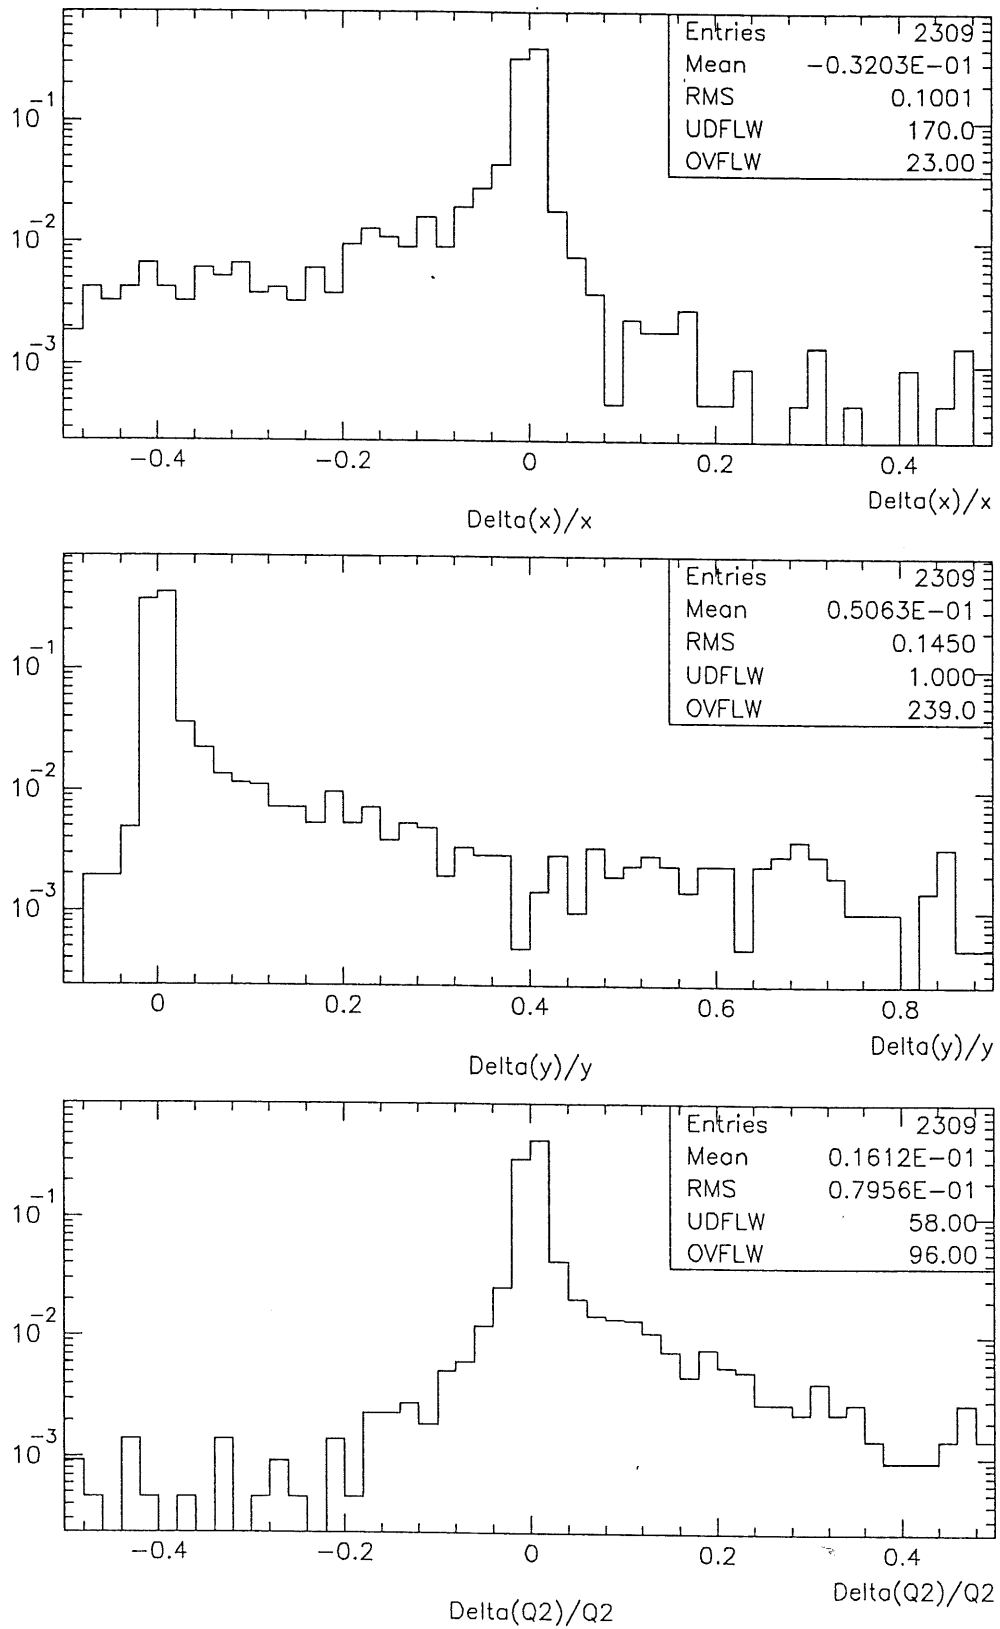 Entries 2309
Mean −0.3203E−01
RMS 0.1001
UDFLW 170.0
OVFLW 23.00
10−1
10−2
10−3
−0.4 −0.2 0 0.2 0.4
Delta(x)/x
Delta(x)/x
Entries 2309
Mean 0.5063E−01
RMS 0.1450
UDFLW 1.000
OVFLW 239.0
10−1
10−2
10−3
0 0.2 0.4 0.6 0.8
Delta(y)/y
Delta(y)/y
Entries 2309
Mean 0.1612E−01
RMS 0.7956E−01
UDFLW 58.00
OVFLW 96.00
10−1
10−2
10−3
−0.4 −0.2 0 0.2 0.4
Delta(Q2)/Q2
Delta(Q2)/Q2